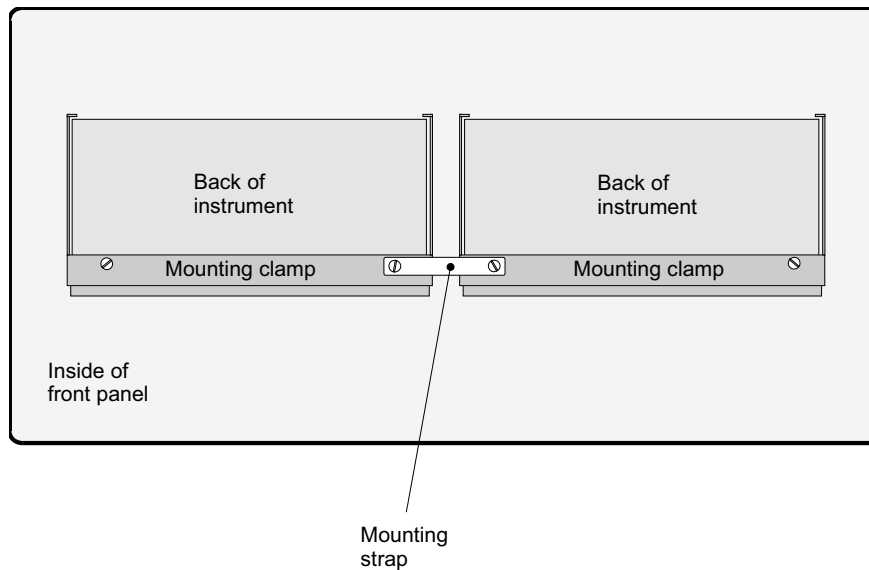 Back of
instrument
Back of
instrument
Mounting clamp
Mounting clamp
Inside of
front panel
Mounting
strap